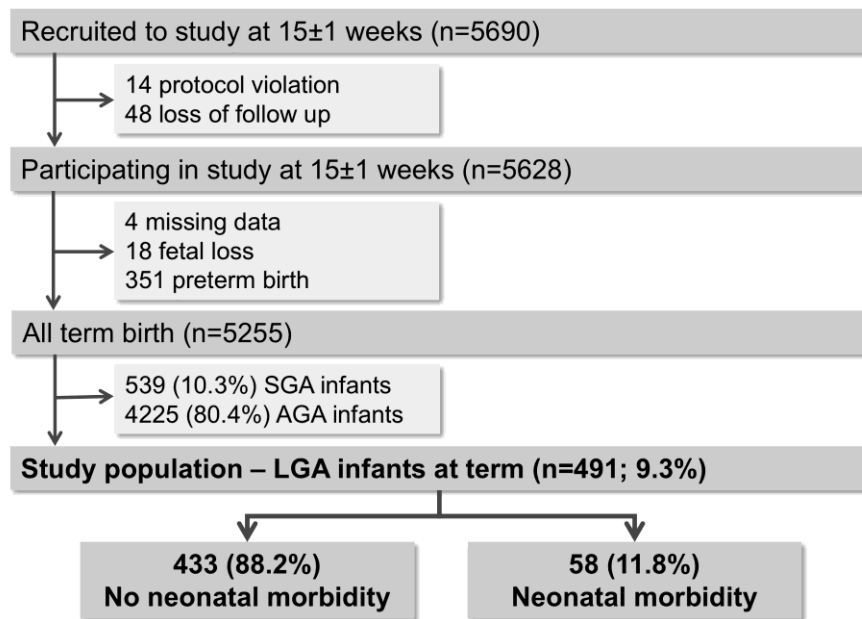 Recruited to study at 15±1 weeks (n=5690)
14 protocol violation
48 loss of follow up
Participating in study at 15±1 weeks (n=5628)
4 missing data
18 fetal loss
351 preterm birth
All term birth (n=5255)
539 (10.3%) SGA infants
4225 (80.4%) AGA infants
Study population – LGA infants at term (n=491; 9.3%)
433 (88.2%)
No neonatal morbidity
58 (11.8%)
Neonatal morbidity